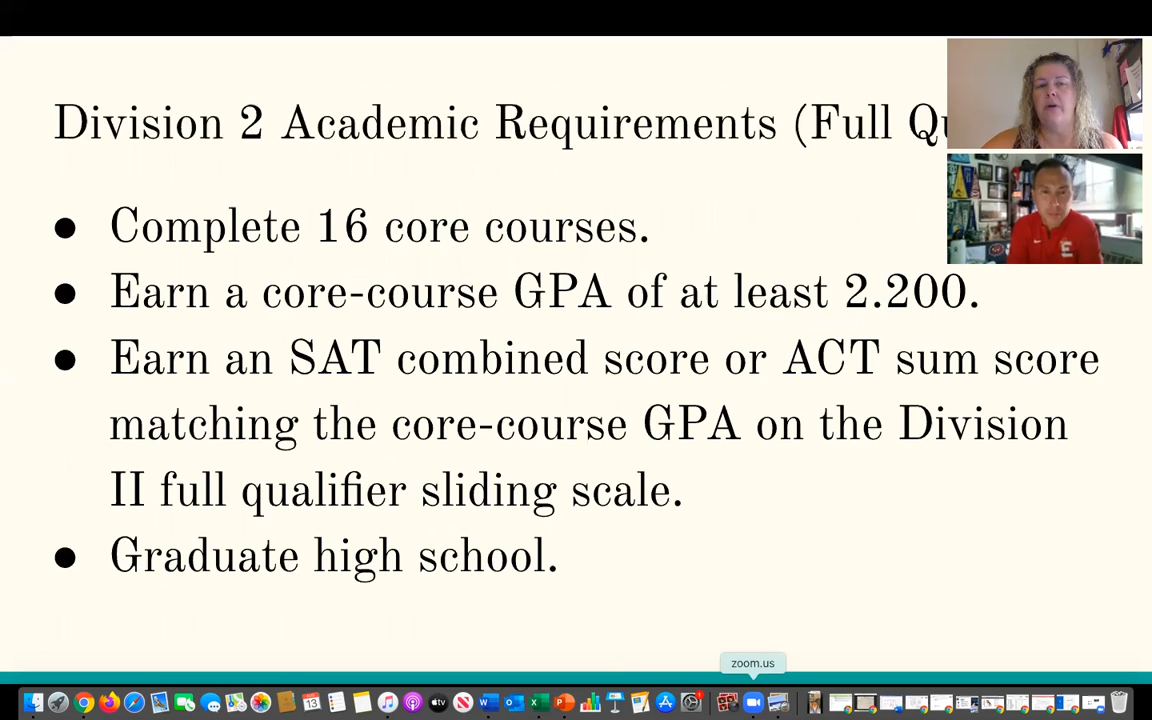 Division 2 Academic Requirements (Full Qu
● Complete 16 core courses.
● Earn a core-course GPA of at least 2.200.
● Earn an SAT combined score or ACT sum score
matching the core-course GPA on the Division
II full qualifier sliding scale.
● Graduate high school.
zoom.us